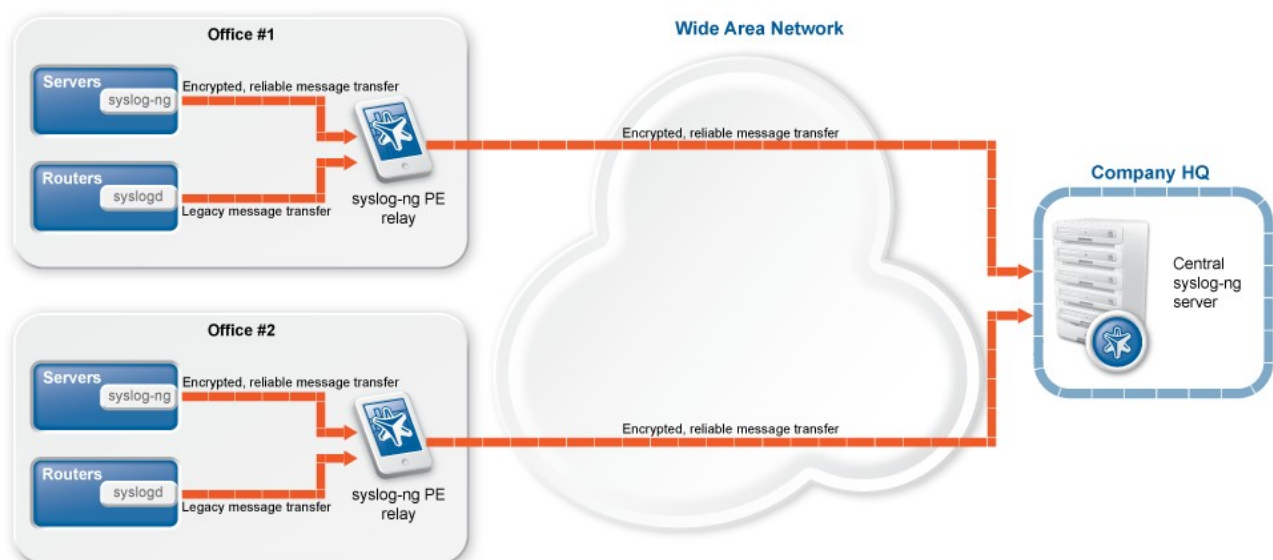 Office #1
Wide Area Network
Servers
syslog-ng
Encrypted, reliable message transfer
Routers
syslogd
Legacy message transfer
syslog-ng PE
relay
Encrypted, reliable message transfer
Company HQ
Central
syslog-ng
server
Office #2
Servers
syslog-ng
Encrypted, reliable message transfer
Routers
syslogd
Legacy message transfer
syslog-ng PE
relay
Encrypted, reliable message transfer